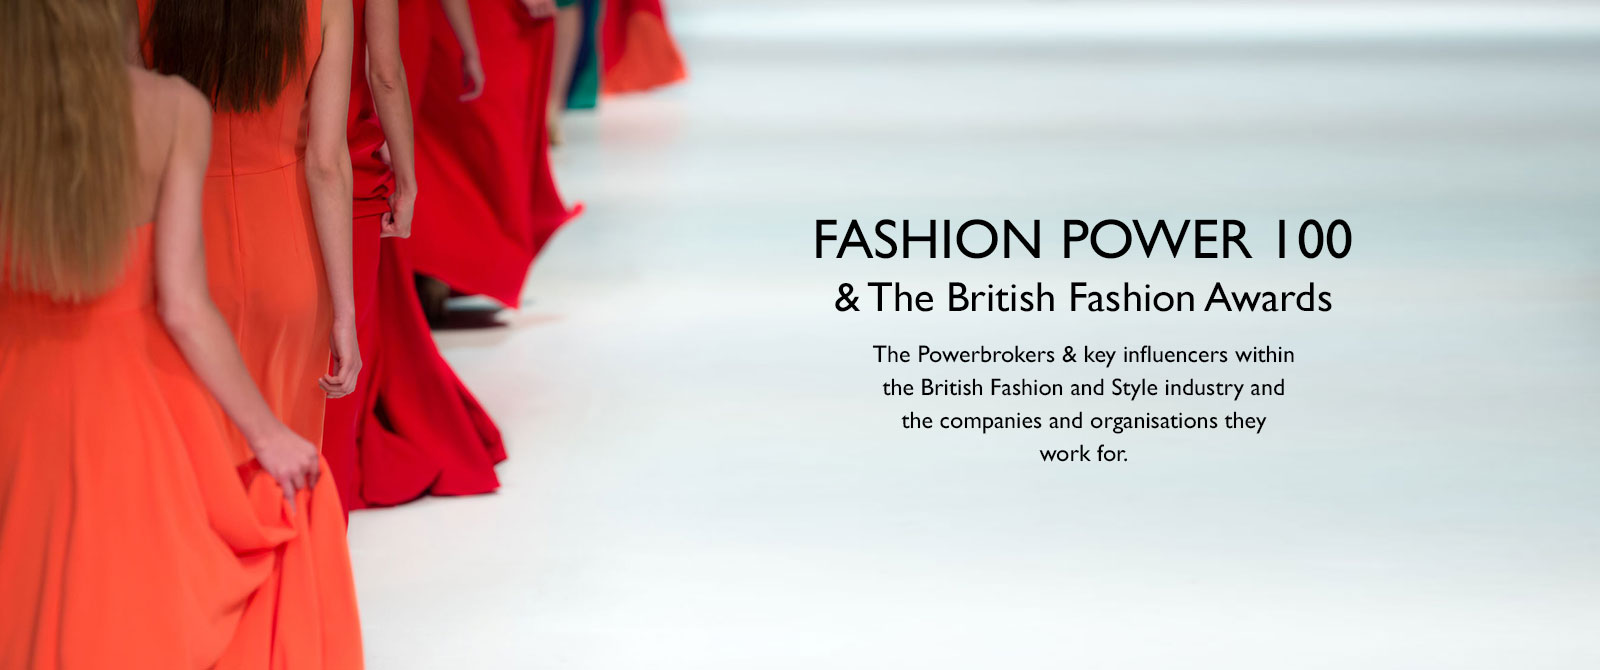 FASHION POWER 100
& The British Fashion Awards
The Powerbrokers & key influencers within
the British Fashion and Style industry and
the companies and organisations they
work for.